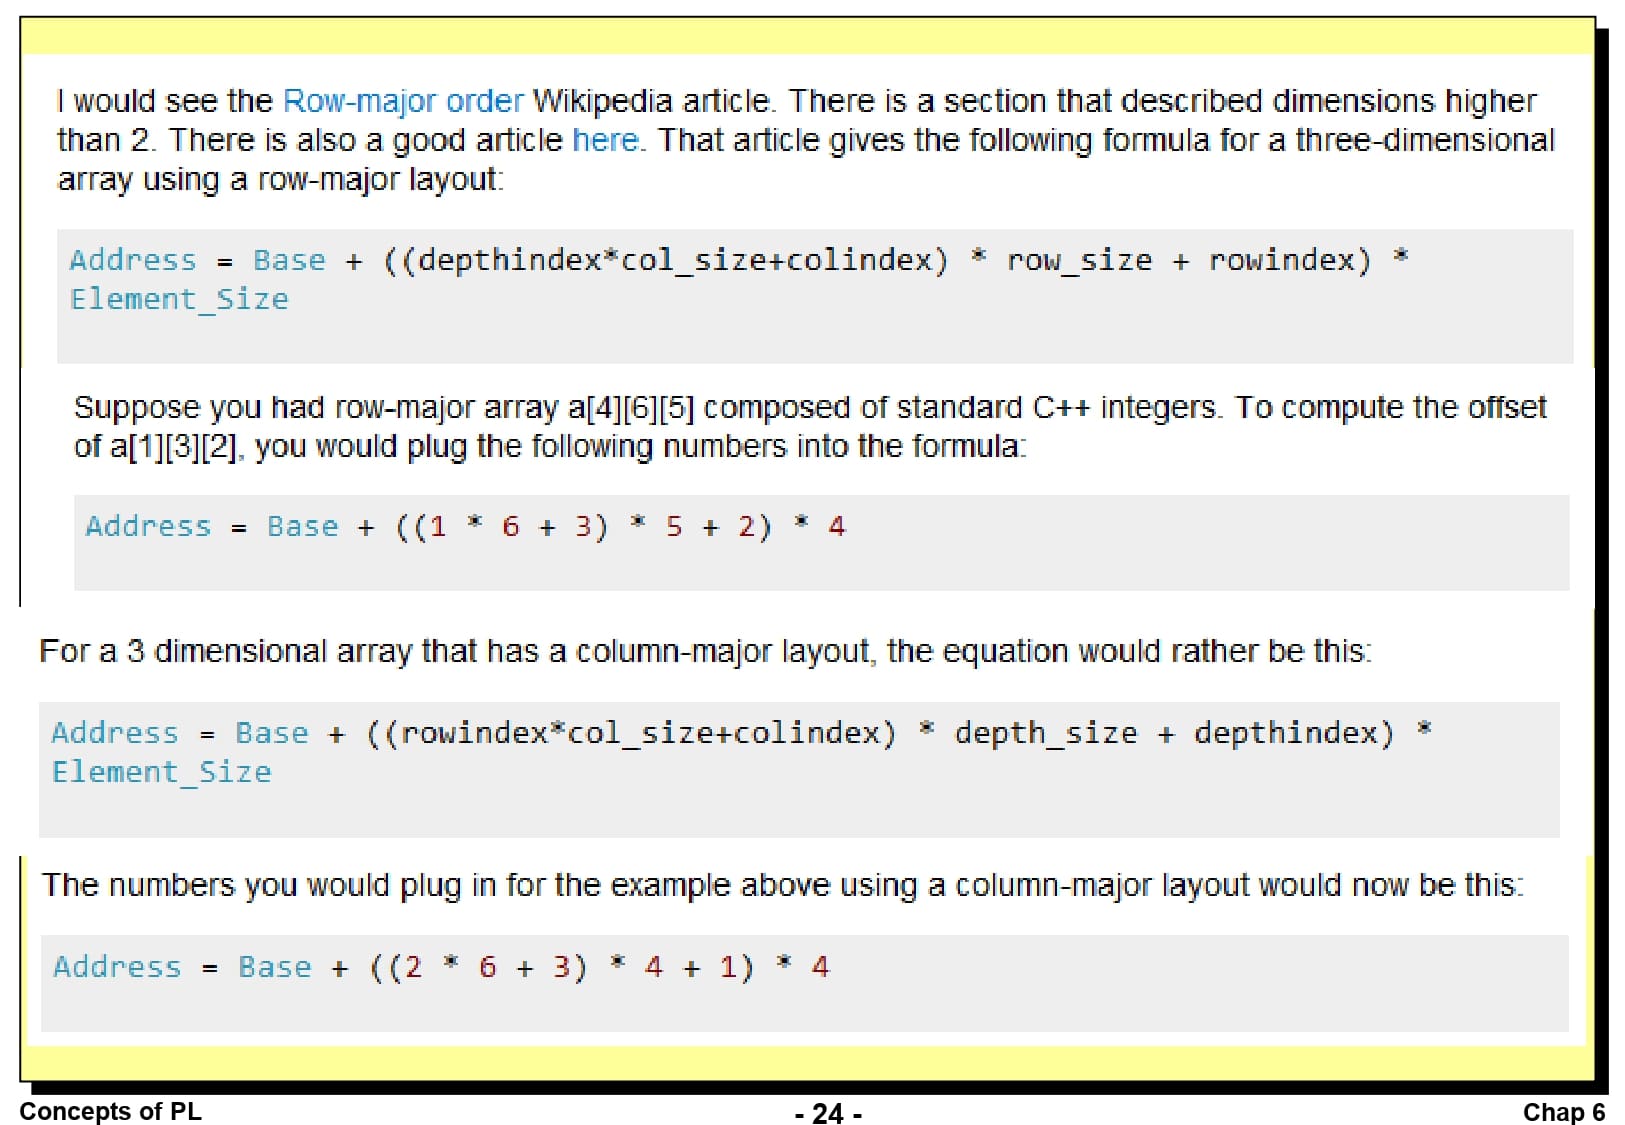 I would see the Row-major order Wikipedia article. There is a section that described dimensions higher
than 2. There is also a good article here. That article gives the following formula for a three-dimensional
array using a row-major layout:
Address = Base + ((depthindex*col_size+colindex) * row_size + rowindex) *
Element_Size
Suppose you had row-major array a[4][6][5] composed of standard C++ integers. To compute the offset
of a[1][3][2], you would plug the following numbers into the formula:
Address = Base + ((1 * 6 + 3) * 5 + 2) * 4
For a 3 dimensional array that has a column-major layout, the equation would rather be this:
Address = Base + ((rowindex*col_size+colindex) * depth_size + depthindex) *
Element_Size
The numbers you would plug in for the example above using a column-major layout would now be this:
Address = Base + ((2 * 6 + 3) * 4 + 1) * 4
Concepts of PL
- 24 -
Chap 6